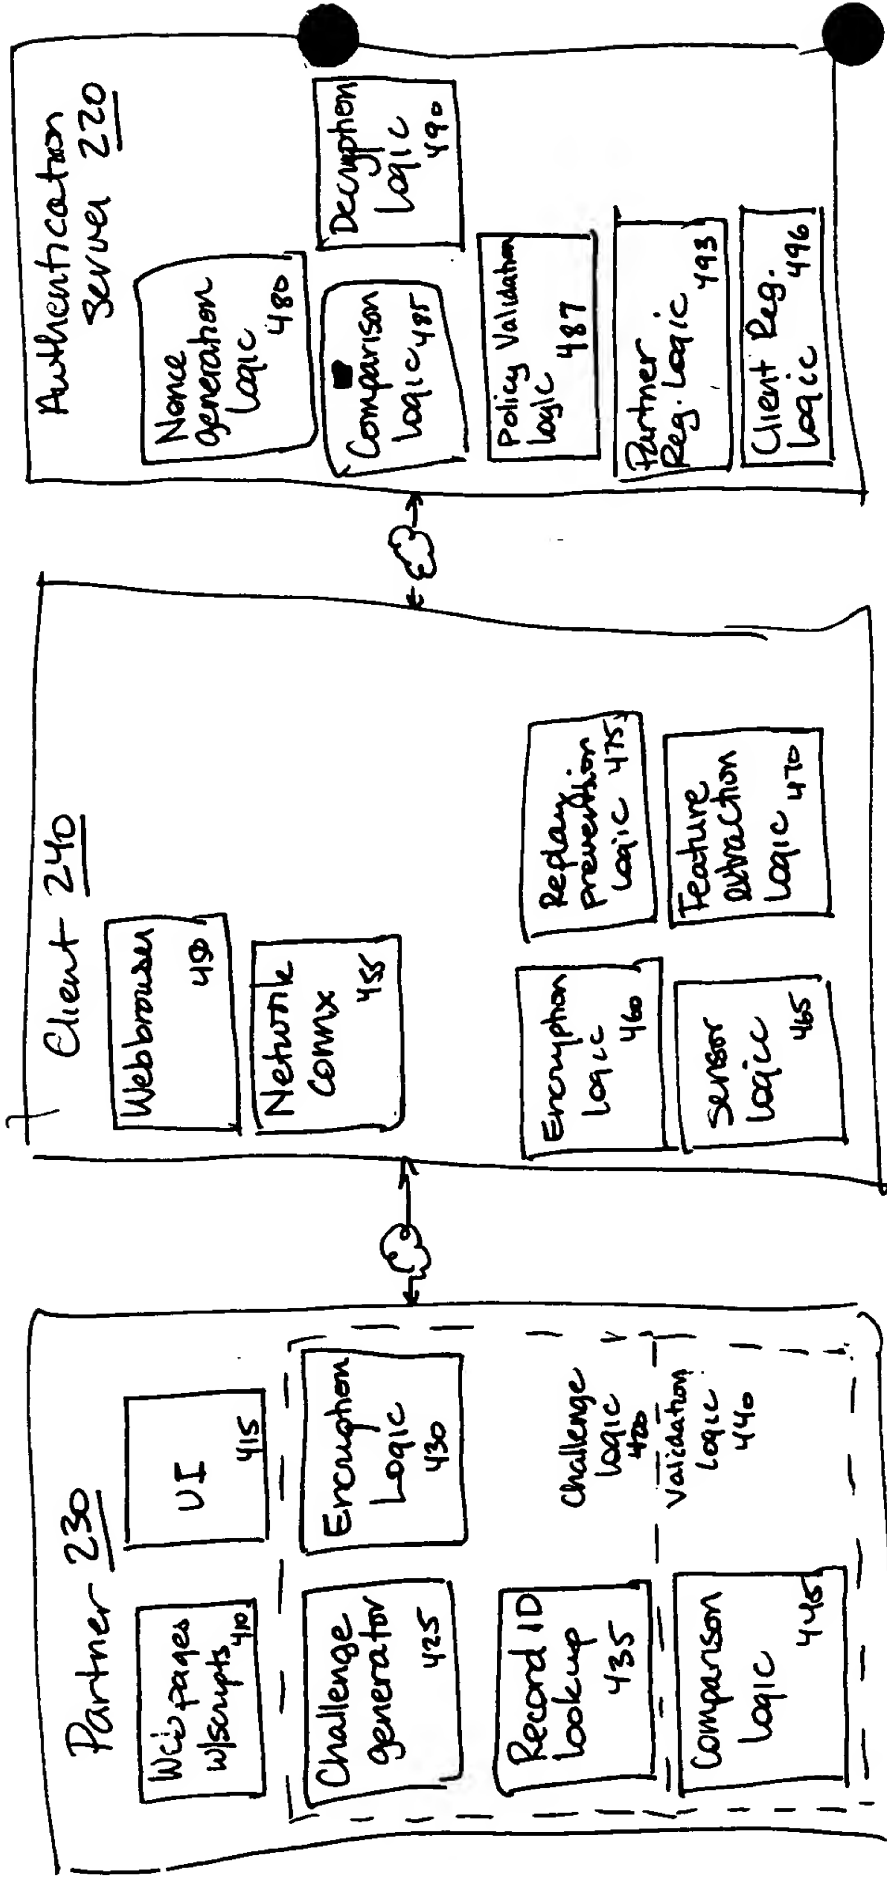 Partner 230
Web pages
w/scripts
410
UI
415
Challenge
generator
425
Encryption
Logic
430
Record ID
Lookup
435
Challenge
Logic
420
Validation
Logic
440
Comparison
Logic
445
Client 240
Webbrowser
450
Network
connx
455
Encryption
Logic
460
Replay
prevention
Logic 475
Sensor
Logic
465
Feature
extraction
Logic
470
Authentication
Server 220
Nonce
generation
Logic
480
Comparison
Logic 485
Decryption
Logic
490
Policy Validation
Logic
487
Partner
Reg. Logic
493
Client Reg.
Logic
496